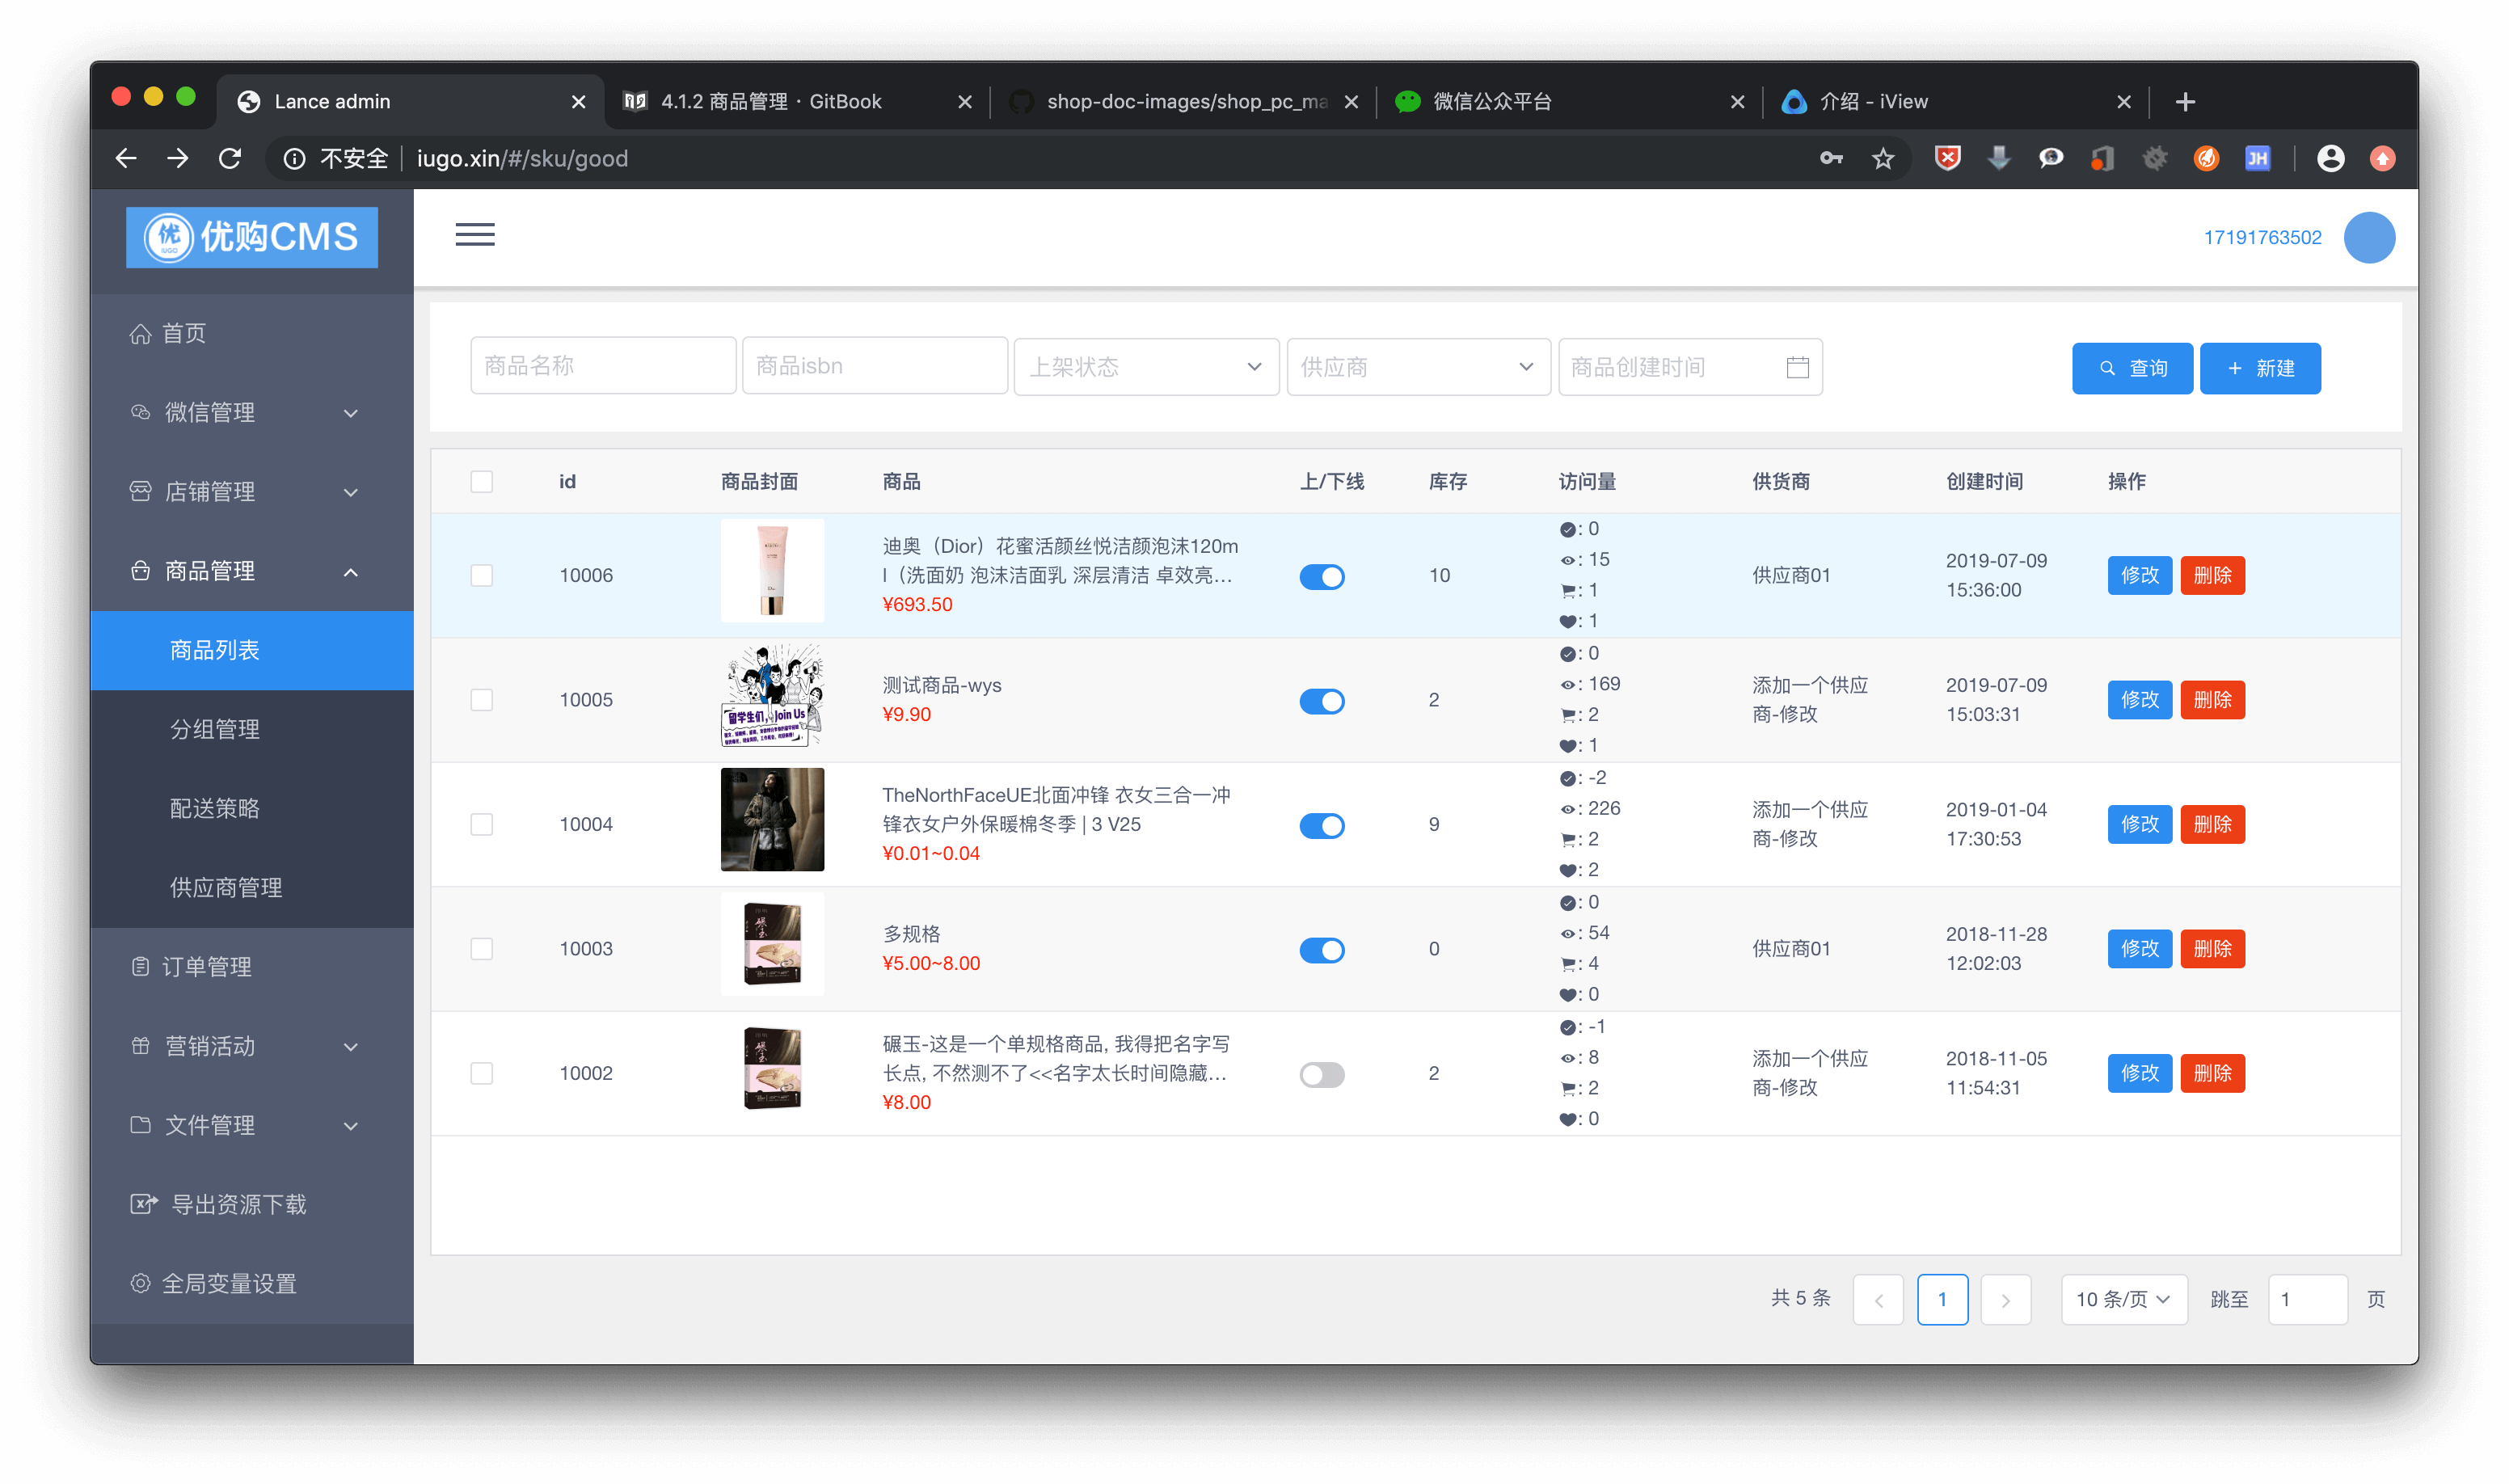 Lance admin
4.1.2 商品管理 · GitBook
shop-doc-images/shop_pc_ma
微信公众平台
介绍 - iView
不安全
iugo.xin/#/sku/good
JH
优
IUGO
优购CMS
17191763502
首页
微信管理
店铺管理
商品管理
商品列表
分组管理
配送策略
供应商管理
订单管理
营销活动
文件管理
导出资源下载
全局变量设置
商品名称
商品isbn
上架状态
供应商
商品创建时间
查询
新建
id
商品封面
商品
上/下线
库存
访问量
供货商
创建时间
操作
10006
迪奥（Dior）花蜜活颜丝悦洁颜泡沫120m
l（洗面奶 泡沫洁面乳 深层清洁 卓效亮...
¥693.50
10
: 0
: 15
: 1
: 1
供应商01
2019-07-09
15:36:00
修改
删除
10005
留学生们, Join Us
测试商品-wys
¥9.90
2
: 0
: 169
: 2
: 1
添加一个供应
商-修改
2019-07-09
15:03:31
修改
删除
10004
TheNorthFaceUE北面冲锋 衣女三合一冲
锋衣女户外保暖棉冬季 | 3 V25
¥0.01~0.04
9
: -2
: 226
: 2
: 2
添加一个供应
商-修改
2019-01-04
17:30:53
修改
删除
10003
碾玉
多规格
¥5.00~8.00
0
: 0
: 54
: 4
: 0
供应商01
2018-11-28
12:02:03
修改
删除
10002
碾玉
碾玉-这是一个单规格商品, 我得把名字写
长点, 不然测不了<<名字太长时间隐藏...
¥8.00
2
: -1
: 8
: 2
: 0
添加一个供应
商-修改
2018-11-05
11:54:31
修改
删除
共 5 条
1
10 条/页
跳至
1
页